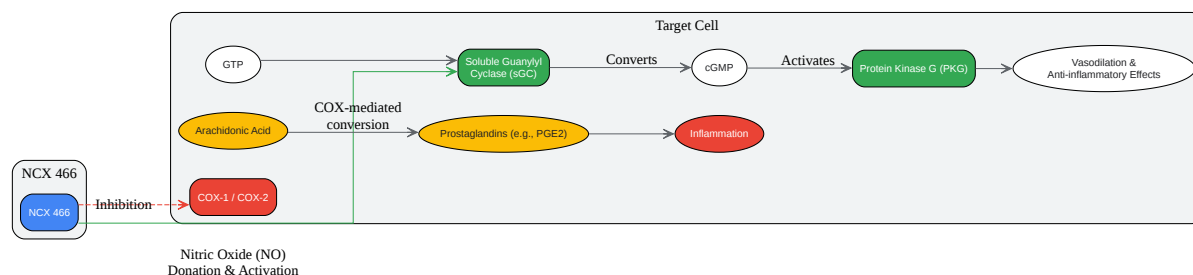 Target Cell
GTP
Soluble Guanylyl
Cyclase (sGC)
Converts
cGMP
Activates
Protein Kinase G (PKG)
Vasodilation &
Anti-inflammatory Effects
Arachidonic Acid
COX-mediated
conversion
Prostaglandins (e.g., PGE2)
Inflammation
NCX 466
NCX 466
Inhibition
COX-1 / COX-2
Nitric Oxide (NO)
Donation & Activation